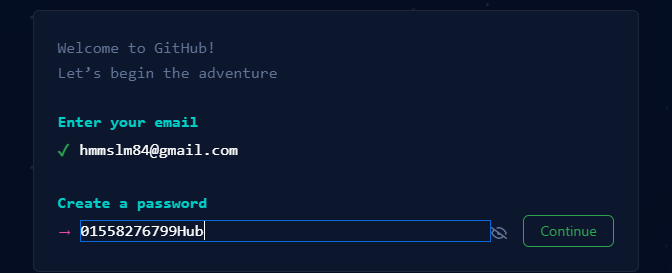 Welcome to GitHub!
Let’s begin the adventure
Enter your email
✓ hmmslm84@gmail.com
Create a password
→ 01558276799Hub
Continue